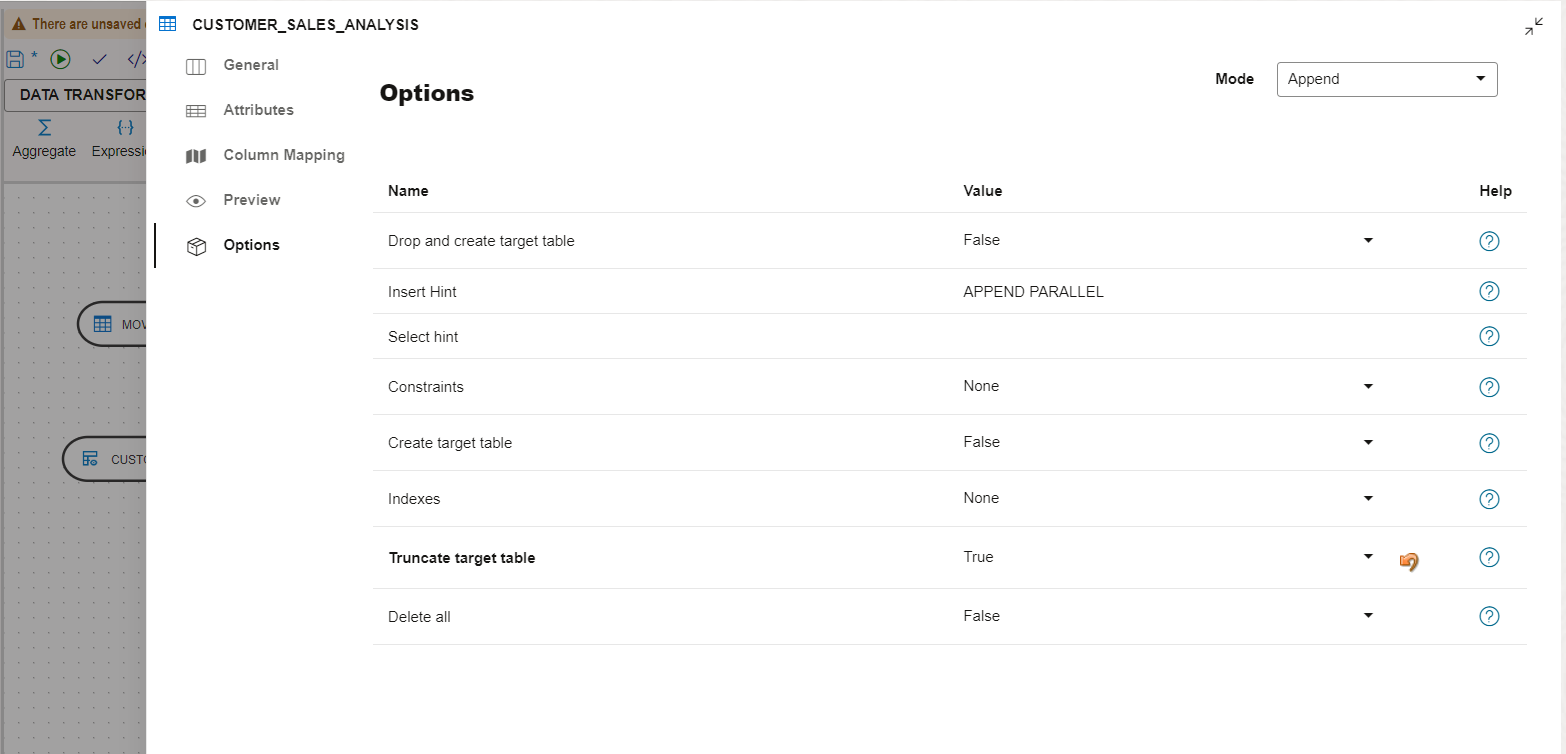 There are unsaved
CUSTOMER_SALES_ANALYSIS
*
</>
DATA TRANSFOR
Σ
{··}
Aggregate
Expressi
MOV
CUSTO
General
Attributes
Column Mapping
Preview
Options
Options
Mode
Append
Name Value Help
Drop and create target table False ?
Insert Hint APPEND PARALLEL ?
Select hint ?
Constraints None ?
Create target table False ?
Indexes None ?
Truncate target table True ?
Delete all False ?